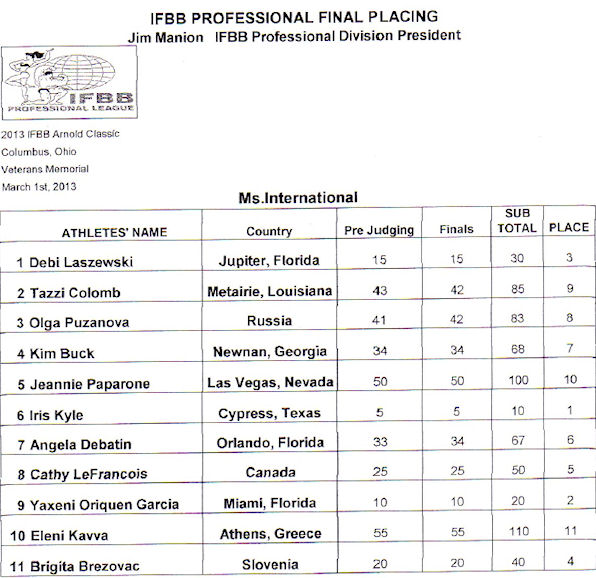 IFBB PROFESSIONAL FINAL PLACING
Jim Manion IFBB Professional Division President
IFBB
PROFESSIONAL LEAGUE
2013 IFBB Arnold Classic
Columbus, Ohio
Veterans Memorial
March 1st, 2013
Ms.International
ATHLETES' NAME Country Pre Judging Finals SUB TOTAL PLACE
1 Debi Laszewski Jupiter, Florida 15 15 30 3
2 Tazzi Colomb Metairie, Louisiana 43 42 85 9
3 Olga Puzanova Russia 41 42 83 8
4 Kim Buck Newnan, Georgia 34 34 68 7
5 Jeannie Paparone Las Vegas, Nevada 50 50 100 10
6 Iris Kyle Cypress, Texas 5 5 10 1
7 Angela Debatin Orlando, Florida 33 34 67 6
8 Cathy LeFrancois Canada 25 25 50 5
9 Yaxeni Oriquen Garcia Miami, Florida 10 10 20 2
10 Eleni Kavva Athens, Greece 55 55 110 11
11 Brigita Brezovac Slovenia 20 20 40 4